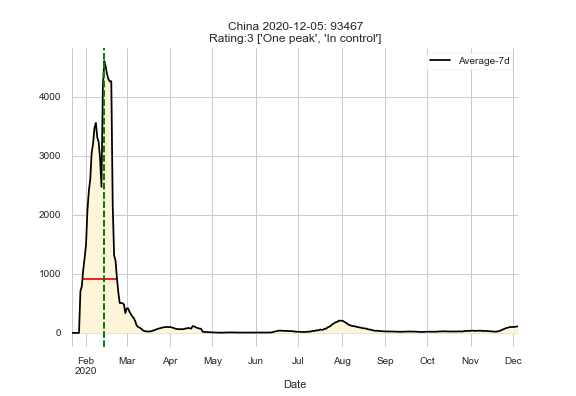 China 2020-12-05: 93467
Rating:3 ['One peak', 'In control']
Average-7d
4000
3000
2000
1000
0
Feb Mar Apr May Jun Jul Aug Sep Oct Nov Dec
2020
Date